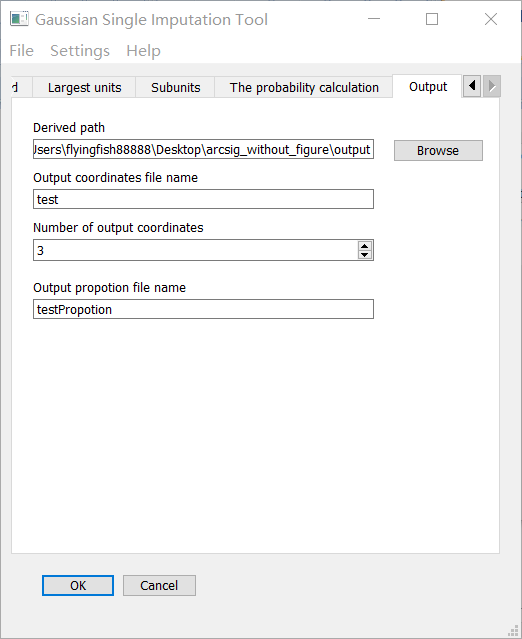 Gaussian Single Imputation Tool
File Settings Help
Largest units Subunits The probability calculation Output
Derived path
Users\flyingfish88888\Desktop\arcsig_without_figure\output
Browse
Output coordinates file name
test
Number of output coordinates
3
Output propotion file name
testPropotion
OK Cancel